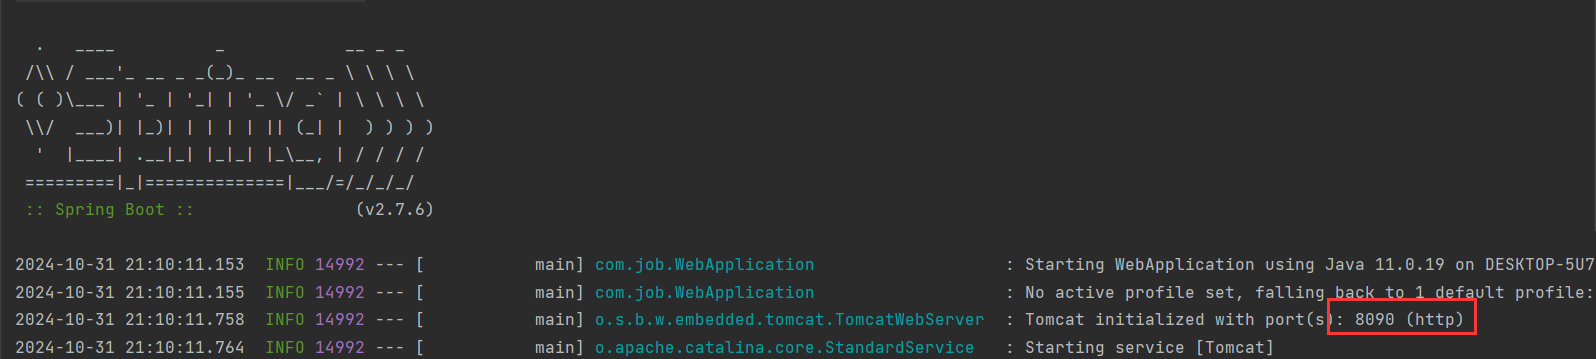 .   ____          _            __ _ _
 /\\ / ___'_ __ _ _(_)_ __  __ _ \ \ \ \
( ( )\___ | '_ | '_| | '_ \/ _` | \ \ \ \
 \\/  ___)| |_)| | | | | || (_| |  ) ) ) )
  '  |____| .__|_| |_|_| |_\__, | / / / /
 =========|_|==============|___/=/_/_/_/
 :: Spring Boot ::                (v2.7.6)
2024-10-31 21:10:11.153  INFO 14992 --- [           main] com.job.WebApplication                   : Starting WebApplication using Java 11.0.19 on DESKTOP-5U7
2024-10-31 21:10:11.155  INFO 14992 --- [           main] com.job.WebApplication                   : No active profile set, falling back to 1 default profile:
2024-10-31 21:10:11.758  INFO 14992 --- [           main] o.s.b.w.embedded.tomcat.TomcatWebServer  : Tomcat initialized with port(s): 8090 (http)
2024-10-31 21:10:11.764  INFO 14992 --- [           main] o.apache.catalina.core.StandardService   : Starting service [Tomcat]